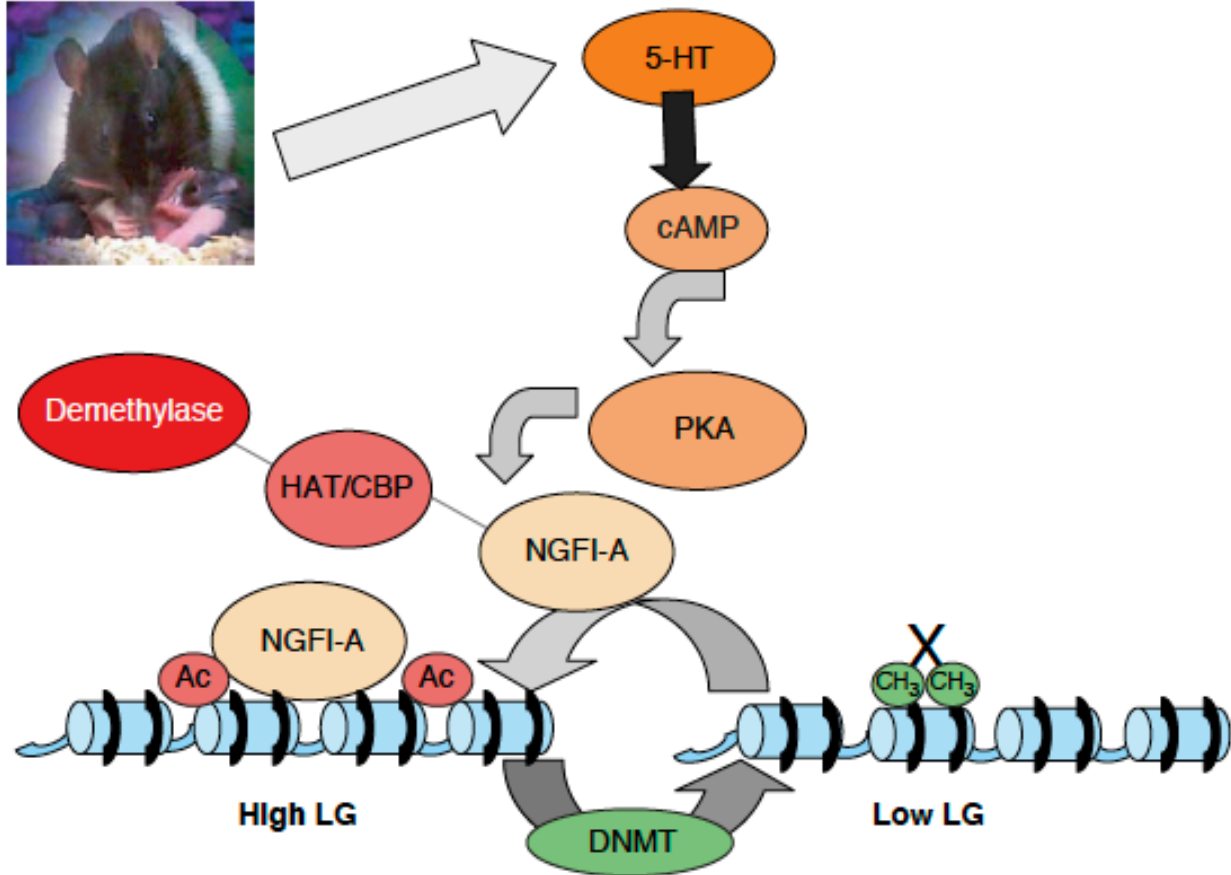 5-HT
cAMP
Demethylase
PKA
HAT/CBP
NGFI-A
NGFI-A
X
Ac
Ac
CH₃
CH₃
HIgh LG
Low LG
DNMT